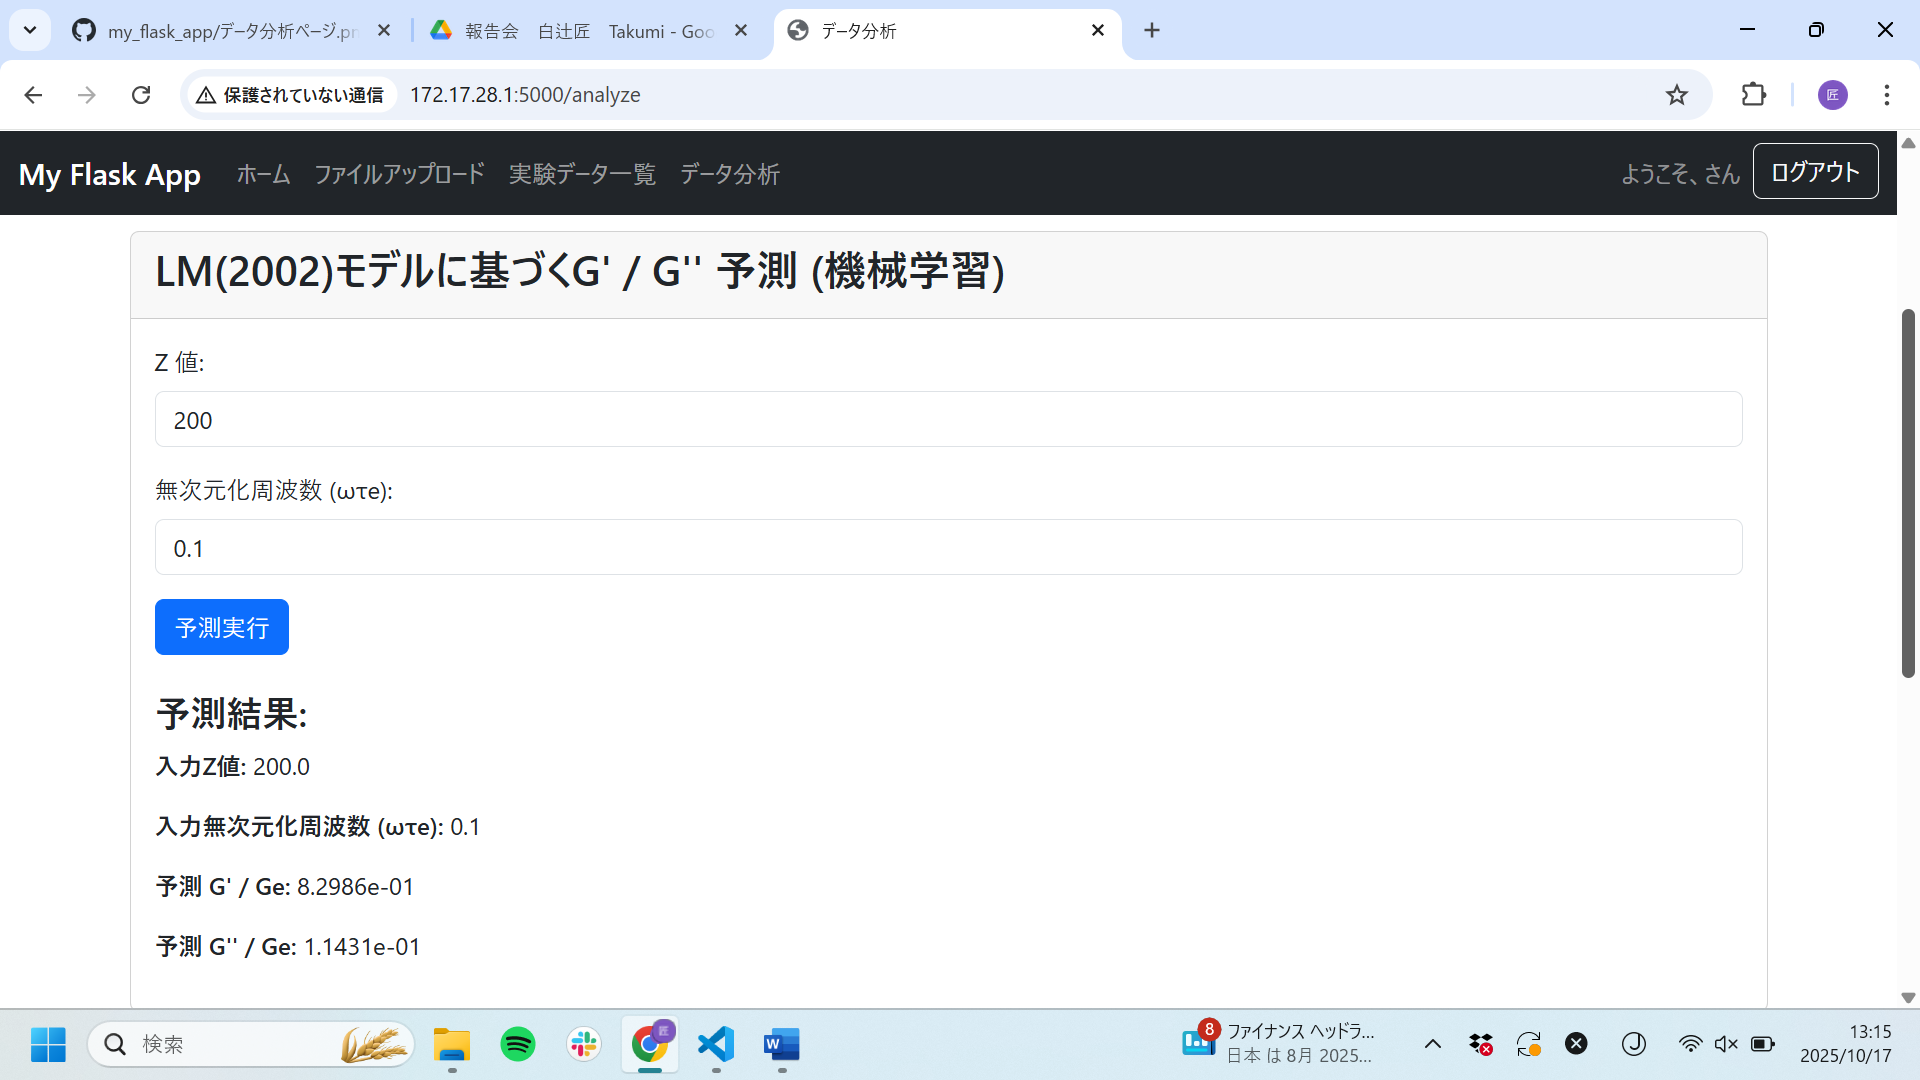 my_flask_app/データ分析ページ.pn
報告会 白辻匠 Takumi - Goo
データ分析
保護されていない通信
172.17.28.1:5000/analyze
匠
My Flask App ホーム ファイルアップロード 実験データ一覧 データ分析 ようこそ、さん ログアウト
LM(2002)モデルに基づくG' / G'' 予測 (機械学習)
Z 値:
200
無次元化周波数 (ωτe):
0.1
予測実行
予測結果:
入力Z値: 200.0
入力無次元化周波数 (ωτe): 0.1
予測 G' / Ge: 8.2986e-01
予測 G'' / Ge: 1.1431e-01
検索
匠
W
8
ファイナンス ヘッドラ...
日本 は 8月 2025...
J
13:15
2025/10/17